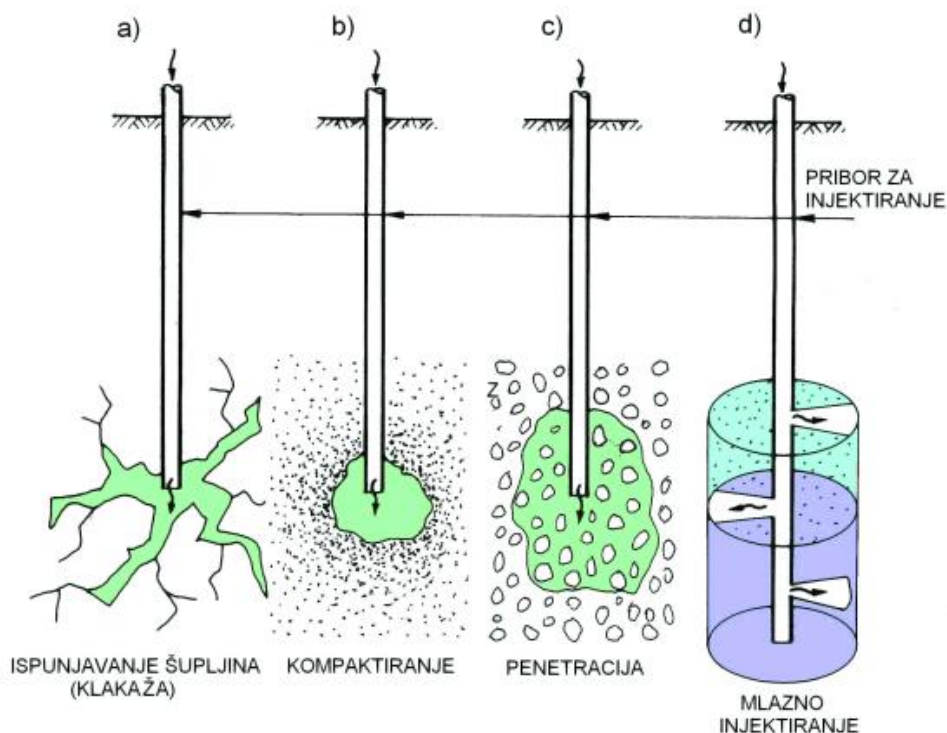 a)
b)
c)
d)
PRIBOR ZA
INJEKTIRANJE
ISPUNJAVANJE ŠUPLJINA
(KLAKAŽA)
KOMPAKTIRANJE
PENETRACIJA
MLAZNO
INJEKTIRANJE